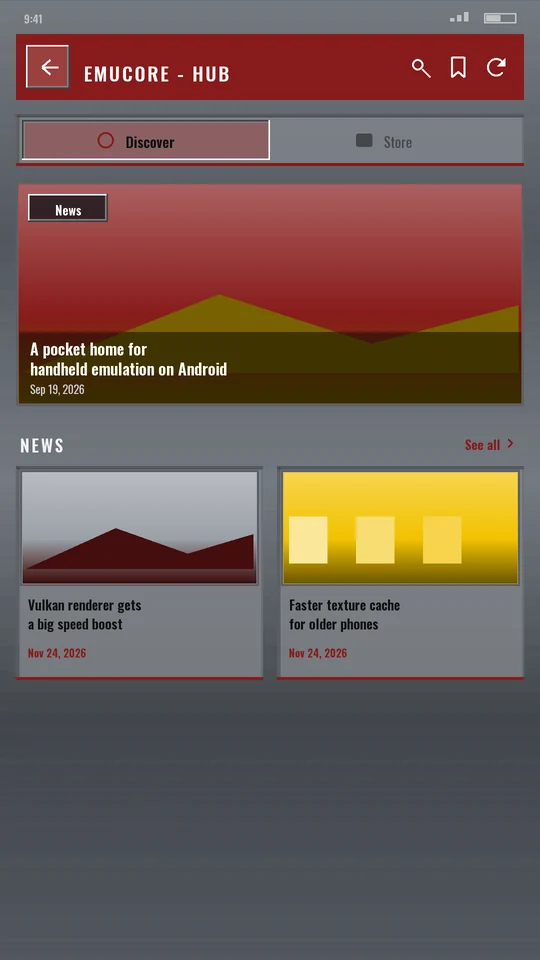 9:41
EMUCORE - HUB
Discover
Store
News
A pocket home for
handheld emulation on Android
Sep 19, 2026
NEWS
See all
Vulkan renderer gets
a big speed boost
Nov 24, 2026
Faster texture cache
for older phones
Nov 24, 2026